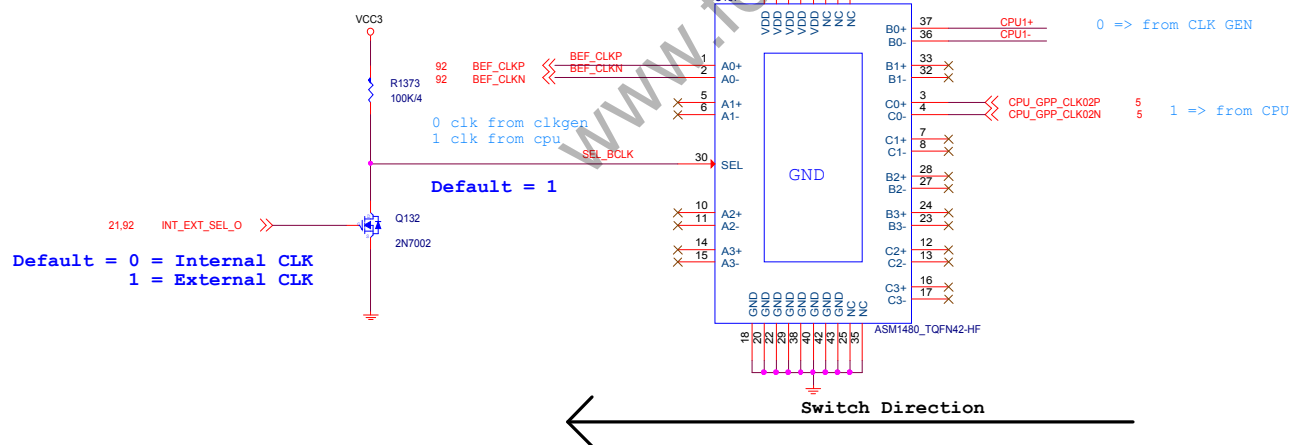 VCC3
R1373
100K/4
92 BEF_CLKP
92 BEF_CLKN
BEF_CLKP
BEF_CLKN
0 clk from clkgen
1 clk from cpu
SEL_BCLK
Default = 1
21,92 INT_EXT_SEL_O
Q132
2N7002
Default = 0 = Internal CLK
1 = External CLK
VDD
VDD
VDD
VDD
VDD
NC
NC
NC
1 A0+
2 A0-
5 A1+
6 A1-
30 SEL
10 A2+
11 A2-
14 A3+
15 A3-
GND
B0+ 37 CPU1+
B0- 36 CPU1-
0 => from CLK GEN
B1+ 33
B1- 32
C0+ 3 CPU_GPP_CLK02P 5
C0- 4 CPU_GPP_CLK02N 5
1 => from CPU
C1+ 7
C1- 8
B2+ 28
B2- 27
B3+ 24
B3- 23
C2+ 12
C2- 13
C3+ 16
C3- 17
GND
GND
GND
GND
GND
GND
GND
GND
NC
NC
18
20
22
29
38
40
42
43
25
35
ASM1480_TQFN42-HF
Switch Direction